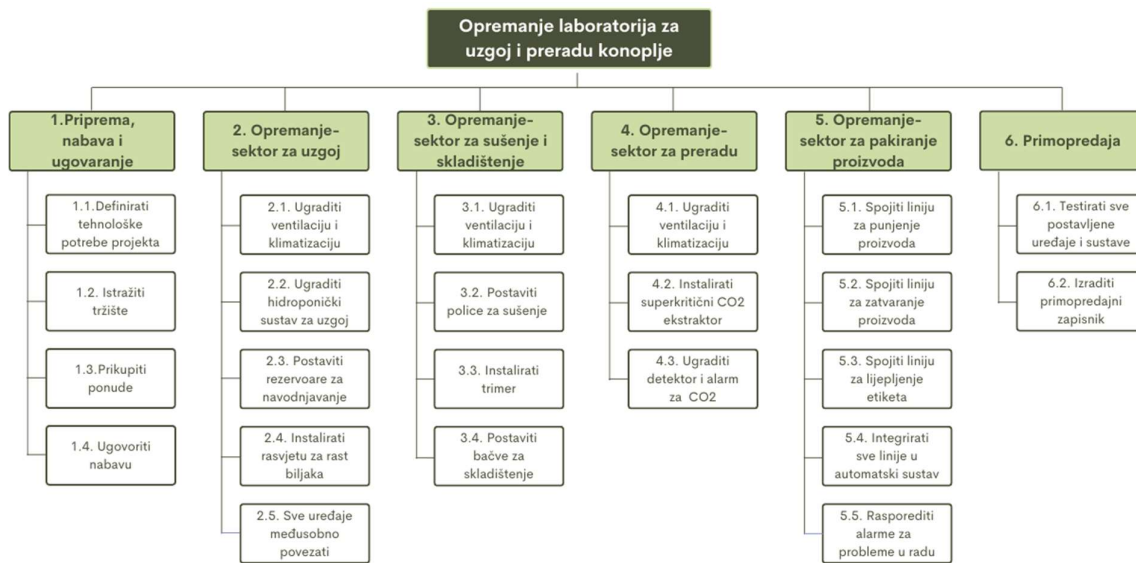 Opremanje laboratorija za
uzgoj i preradu konoplje
1.Priprema,
nabava i
ugovaranje
1.1.Definirati
tehnološke
potrebe projekta
1.2. Istražiti
tržište
1.3.Prikupiti
ponude
1.4. Ugovoriti
nabavu
2. Opremanje-
sektor za uzgoj
2.1. Ugraditi
ventilaciju i
klimatizaciju
2.2. Ugraditi
hidroponički
sustav za uzgoj
2.3. Postaviti
rezervoare za
navodnjavanje
2.4. Instalirati
rasvjetu za rast
biljaka
2.5. Sve uređaje
međusobno
povezati
3. Opremanje-
sektor za sušenje i
skladištenje
3.1. Ugraditi
ventilaciju i
klimatizaciju
3.2. Postaviti
police za sušenje
3.3. Instalirati
trimer
3.4. Postaviti
bačve za
skladištenje
4. Opremanje-
sektor za preradu
4.1. Ugraditi
ventilaciju i
klimatizaciju
4.2. Instalirati
superkritični CO2
ekstraktor
4.3. Ugraditi
detektor i alarm
za CO2
5. Opremanje-
sektor za pakiranje
proizvoda
5.1. Spojiti liniju
za punjenje
proizvoda
5.2. Spojiti liniju
za zatvaranje
proizvoda
5.3. Spojiti liniju
za lijepljenje
etiketa
5.4. Integrirati
sve linije u
automatski sustav
5.5. Rasporediti
alarme za
probleme u radu
6. Primopredaja
6.1. Testirati sve
postavljene
uređaje i sustave
6.2. Izraditi
primopredajni
zapisnik